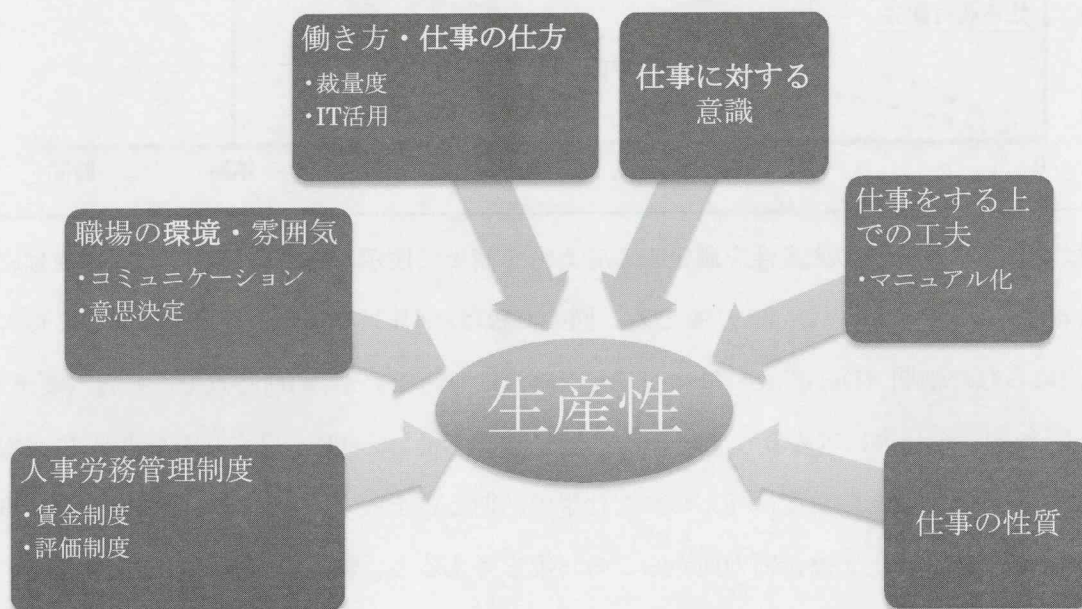 働き方・仕事の仕方
・裁量度
・IT活用
仕事に対する
意識
職場の環境・雰囲気
・コミュニケーション
・意思決定
仕事をする上
での工夫
・マニュアル化
生産性
人事労務管理制度
・賃金制度
・評価制度
仕事の性質